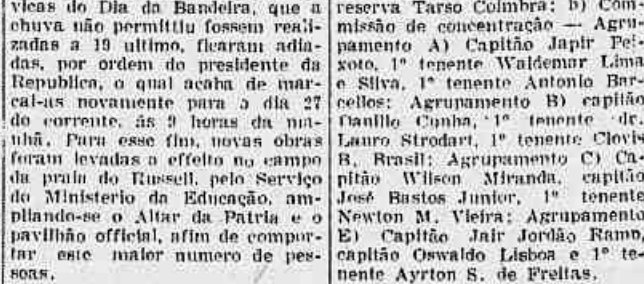 vicas do Dia da Bandeira, que a
chuva não permittiu fossem reali-
zadas a 19 ultimo, ficaram adia-
das, por ordem do presidente da
Republica, o qual acaba de mar-
cal-as novamente para o dia 27
do corrente, ás 9 horas da ma-
nhã. Para esse fim, novas obras
foram levadas a effeito no campo
da praia do Russell, pelo Serviço
do Ministerio da Educação, am-
pliando-se o Altar da Patria e o
pavilhão official, afim de compor-
tar este maior numero de pes-
soas.
reserva Tarso Coimbra; b) Com-
missão de concentração — Agru-
pamento A) Capitão Japir Pei-
xoto, 1º tenente Waldemar Lima
e Silva, 1º tenente Antonio Bar-
cellos; Agrupamento B) capitão
Danillo Cunha, 1º tenente dr.
Lauro Strodart, 1º tenente Clovis
B. Brasil; Agrupamento C) Ca-
pitão Wilson Miranda, capitão
José Bastos Junior, 1º tenente
Newton M. Vieira; Agrupamento
E) Capitão Jair Jordão Ramo,
capitão Oswaldo Lisboa e 1º te-
nente Ayrton S. de Freitas.